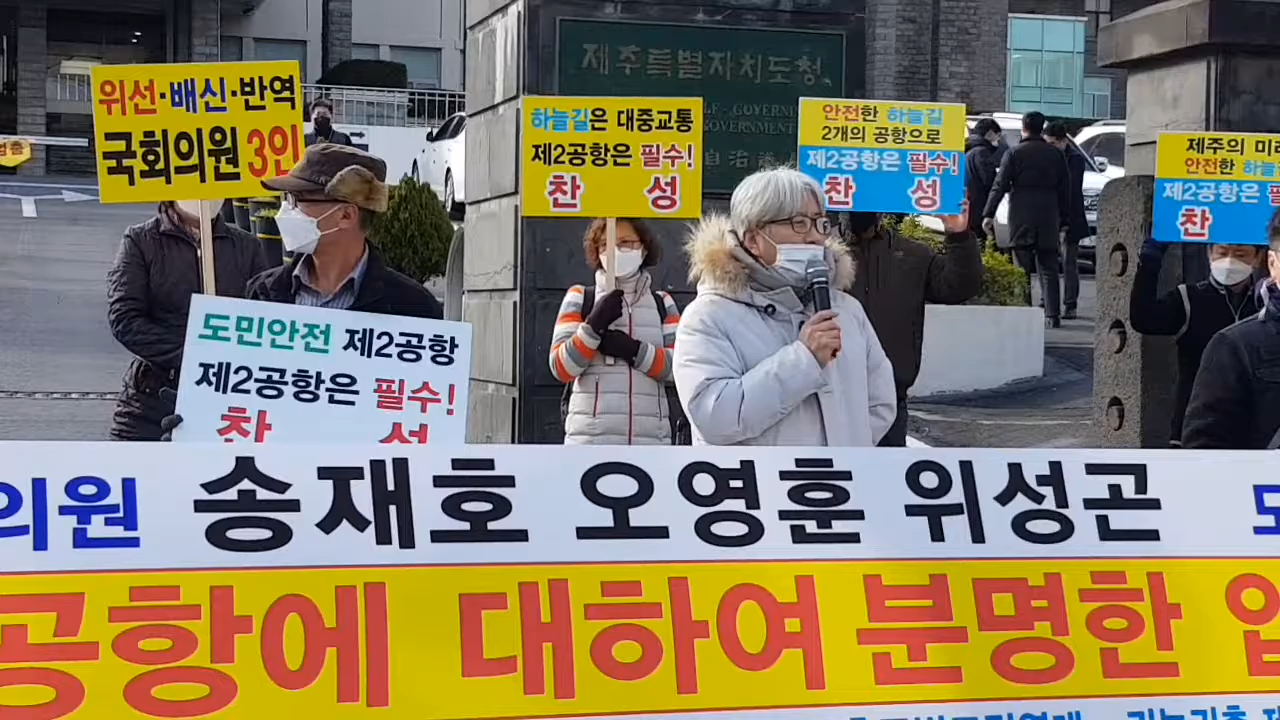 위선·배신·반역
국회의원 3인
하늘길은 대중교통
제2공항은 필수!
찬 성
제주특별자치도청
GOVERNMENT
안전한 하늘길
2개의 공항으로
제2공항은 필수!
찬 성
제주의 미래
안전한 하늘
제2공항은 필
찬
도민안전 제2공항
제2공항은 필수!
찬 성
의원 송재호 오영훈 위성곤
공항에 대하여 분명한 입